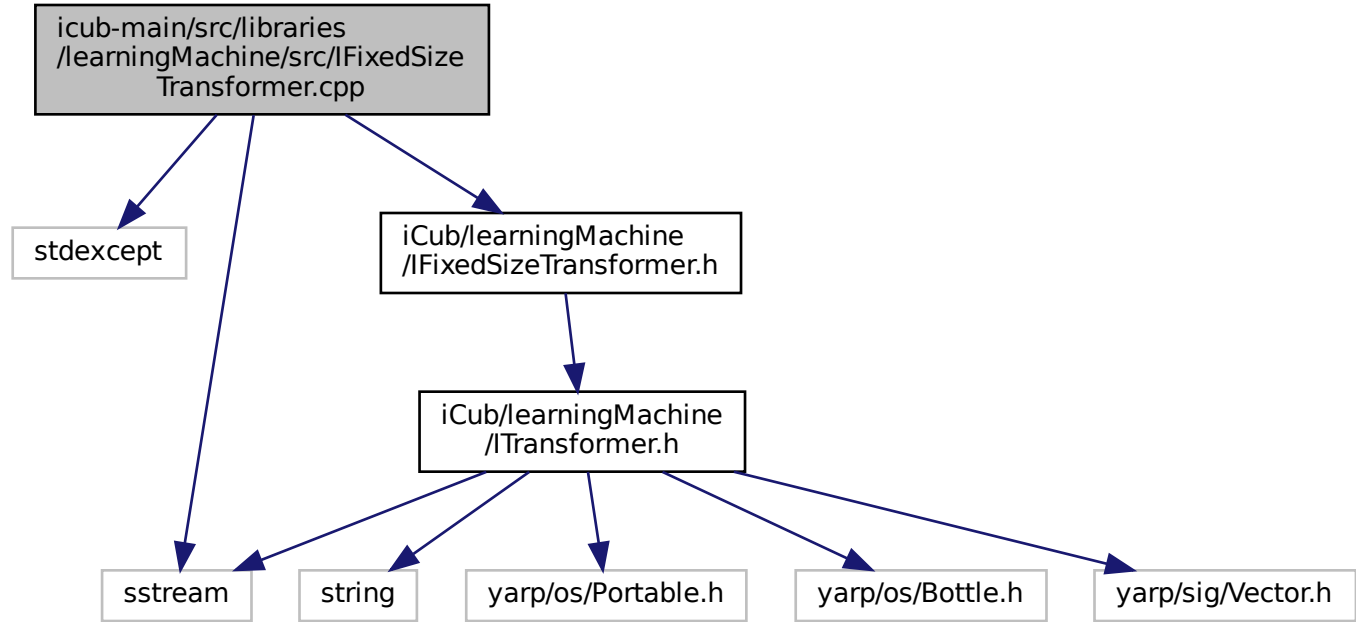 icub-main/src/libraries
/learningMachine/src/IFixedSize
Transformer.cpp
stdexcept
iCub/learningMachine
/IFixedSizeTransformer.h
iCub/learningMachine
/ITransformer.h
sstream
string
yarp/os/Portable.h
yarp/os/Bottle.h
yarp/sig/Vector.h